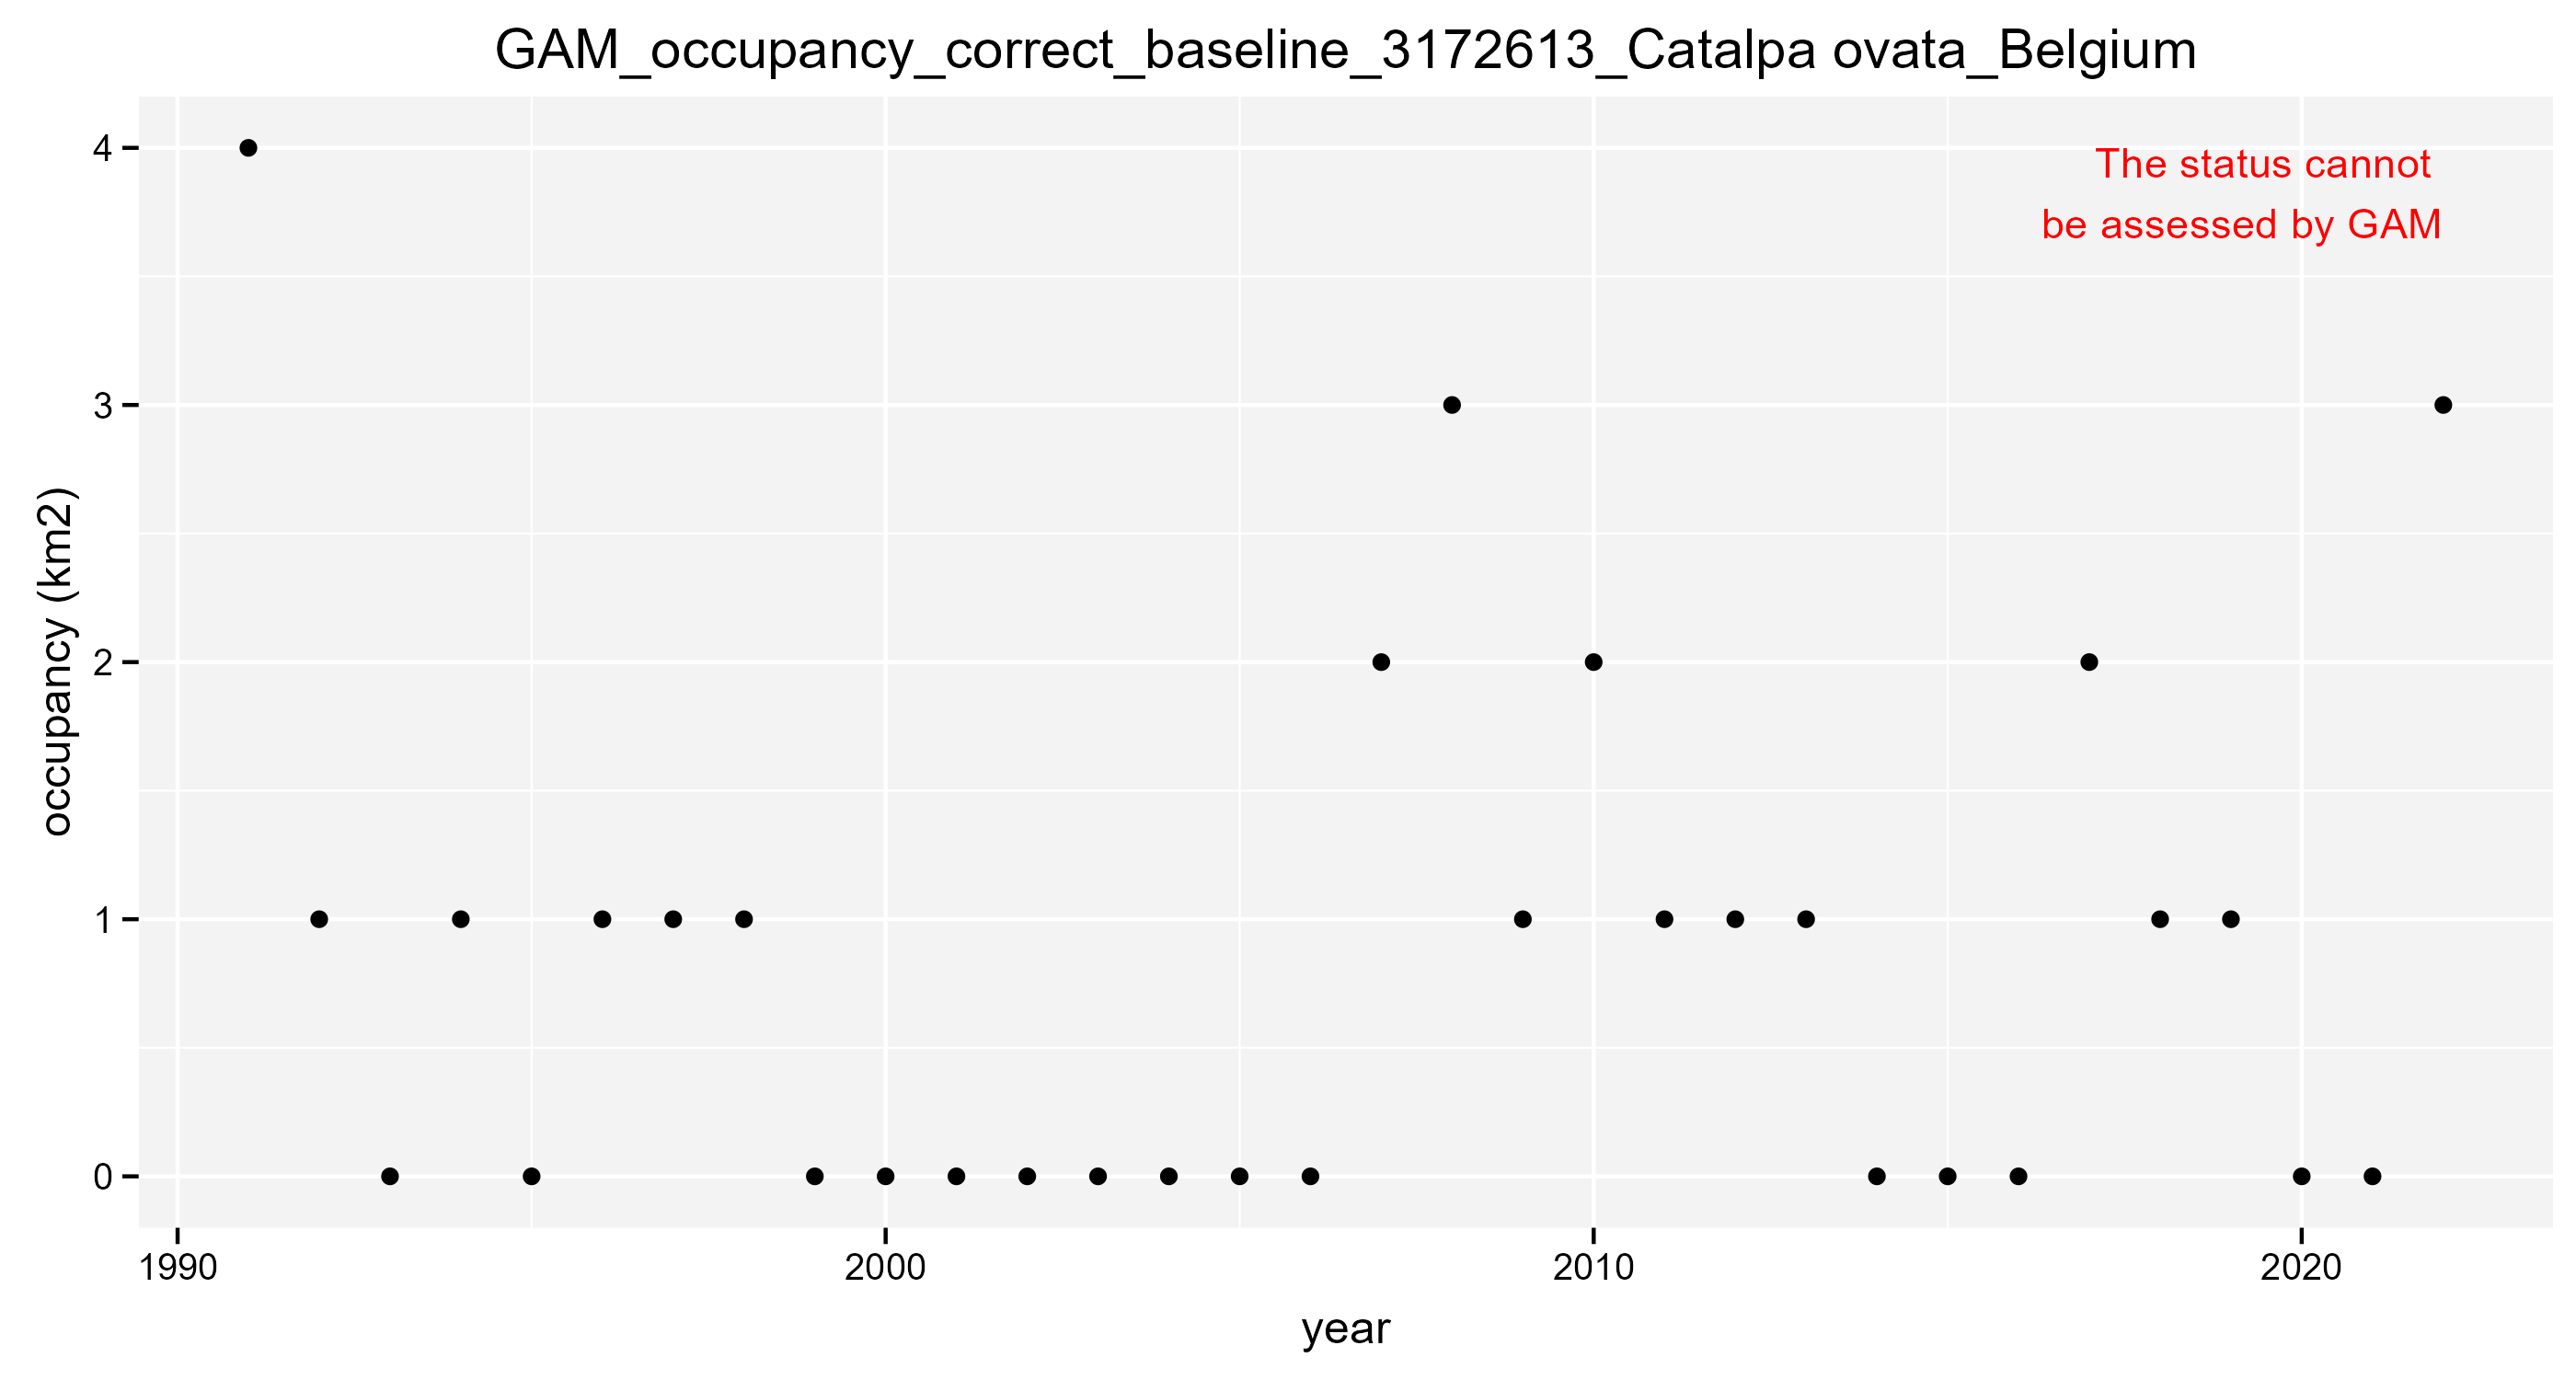 GAM_occupancy_correct_baseline_3172613_Catalpa ovata_Belgium
The status cannot
be assessed by GAM
occupancy (km2)
4
3
2
1
0
1990 2000 2010 2020
year